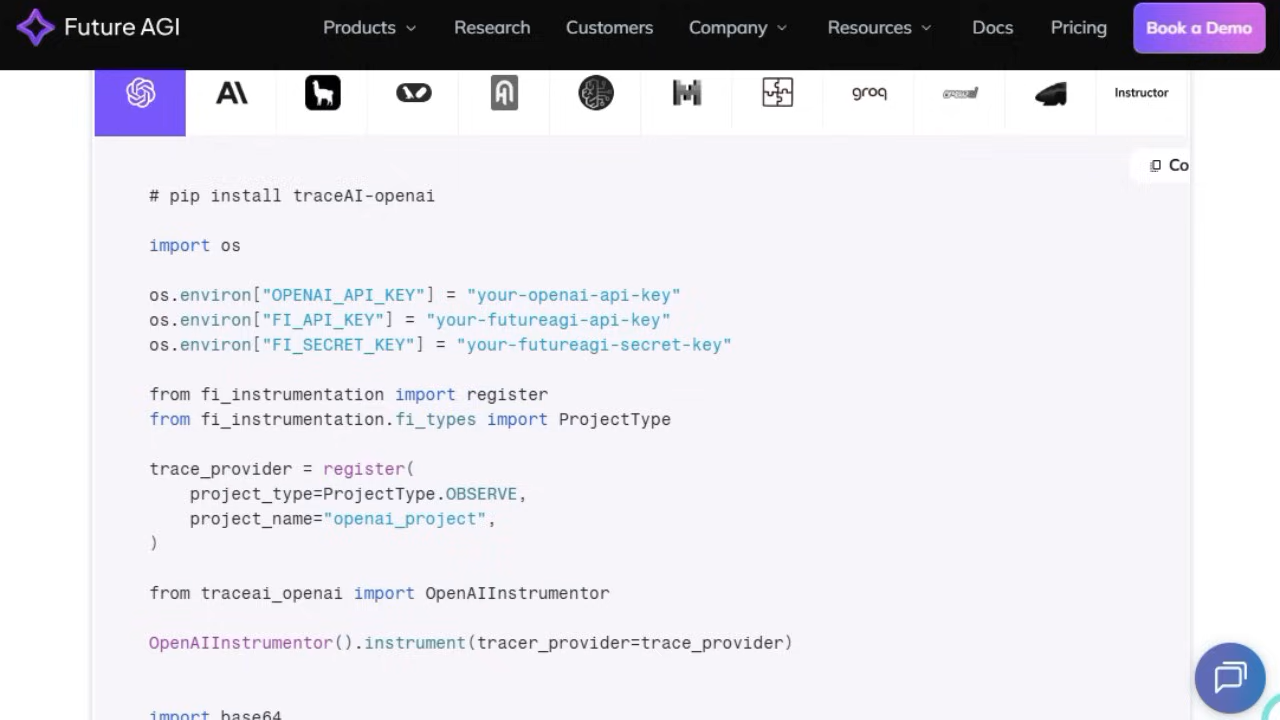 Future AGI Products Research Customers Company Resources Docs Pricing Book a Demo
groq Instructor
Co
# pip install traceAI-openai
import os
os.environ["OPENAI_API_KEY"] = "your-openai-api-key"
os.environ["FI_API_KEY"] = "your-futureagi-api-key"
os.environ["FI_SECRET_KEY"] = "your-futureagi-secret-key"
from fi_instrumentation import register
from fi_instrumentation.fi_types import ProjectType
trace_provider = register(
    project_type=ProjectType.OBSERVE,
    project_name="openai_project",
)
from traceai_openai import OpenAIInstrumentor
OpenAIInstrumentor().instrument(tracer_provider=trace_provider)
import base64